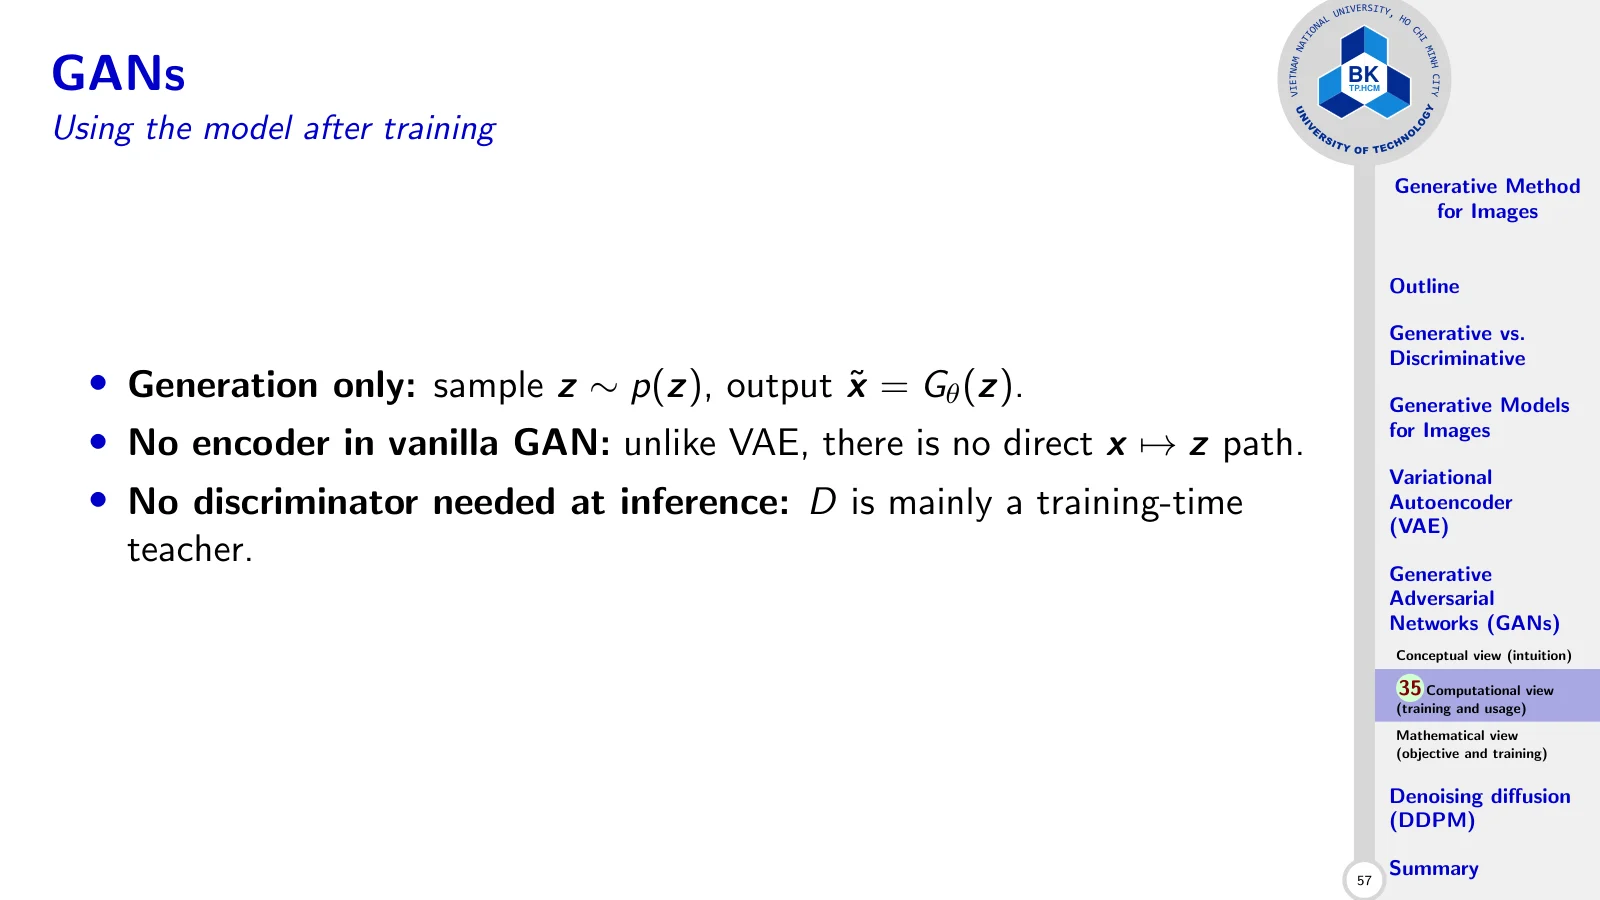 GANs
Using the model after training
• Generation only: sample z ∼ p(z), output x̃ = G_θ(z).
• No encoder in vanilla GAN: unlike VAE, there is no direct x ↦ z path.
• No discriminator needed at inference: D is mainly a training-time
teacher.
VIETNAM NATIONAL UNIVERSITY, HO CHI MINH CITY
BK
TP.HCM
UNIVERSITY OF TECHNOLOGY
Generative Method
for Images
Outline
Generative vs.
Discriminative
Generative Models
for Images
Variational
Autoencoder
(VAE)
Generative
Adversarial
Networks (GANs)
Conceptual view (intuition)
35 Computational view
(training and usage)
Mathematical view
(objective and training)
Denoising diffusion
(DDPM)
Summary
57